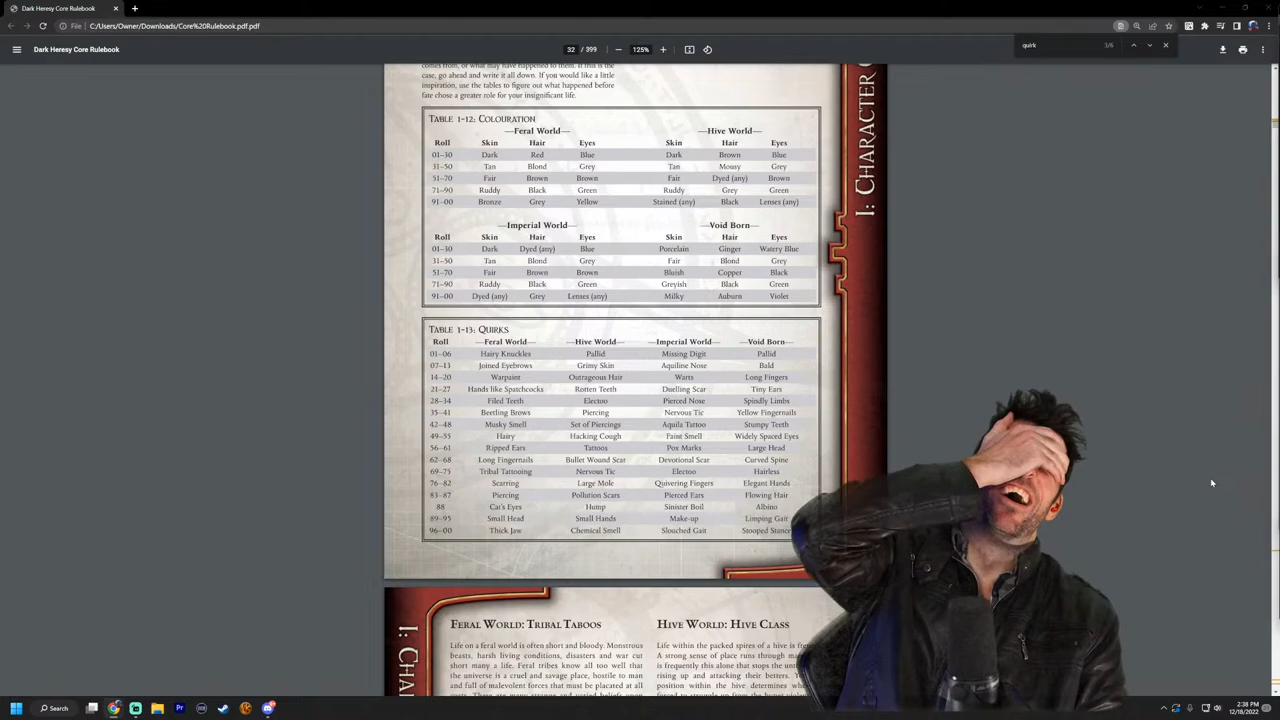 Dark Heresy Core Rulebook
File
C:/Users/Owner/Downloads/Core%20Rulebook.pdf.pdf
Dark Heresy Core Rulebook
32 / 399
125%
quirk
3/6
comes from, or what may have happened to them. If this is the
case, go ahead and write it all down. If you would like a little
inspiration, use the tables to figure out what happened before
fate chose a greater role for your insignificant life.
Table 1-12: Colouration
—Feral World— —Hive World—
Roll Skin Hair Eyes Skin Hair Eyes
01–30 Dark Red Blue Dark Brown Blue
31–50 Tan Blond Grey Tan Mousy Grey
51–70 Fair Brown Brown Fair Dyed (any) Brown
71–90 Ruddy Black Green Ruddy Grey Green
91–00 Bronze Grey Yellow Stained (any) Black Lenses (any)
—Imperial World— —Void Born—
Roll Skin Hair Eyes Skin Hair Eyes
01–30 Dark Dyed (any) Blue Porcelain Ginger Watery Blue
31–50 Tan Blond Grey Fair Blond Grey
51–70 Fair Brown Brown Bluish Copper Black
71–90 Ruddy Black Green Greyish Black Green
91–00 Dyed (any) Grey Lenses (any) Milky Auburn Violet
Table 1-13: Quirks
Roll —Feral World— —Hive World— —Imperial World— —Void Born—
01–06 Hairy Knuckles Pallid Missing Digit Pallid
07–13 Joined Eyebrows Grimy Skin Aquiline Nose Bald
14–20 Warpaint Outrageous Hair Warts Long Fingers
21–27 Hands like Spatchcocks Rotten Teeth Duelling Scar Tiny Ears
28–34 Filed Teeth Electoo Pierced Nose Spindly Limbs
35–41 Beetling Brows Piercing Nervous Tic Yellow Fingernails
42–48 Musky Smell Set of Piercings Aquila Tattoo Stumpy Teeth
49–55 Hairy Hacking Cough Faint Smell Widely Spaced Eyes
56–61 Ripped Ears Tattoos Pox Marks Large Head
62–68 Long Fingernails Bullet Wound Scar Devotional Scar Curved Spine
69–75 Tribal Tattooing Nervous Tic Electoo Hairless
76–82 Scarring Large Mole Quivering Fingers Elegant Hands
83–87 Piercing Pollution Scars Pierced Ears Flowing Hair
88 Cat's Eyes Hump Sinister Boil Albino
89–95 Small Head Small Hands Make-up Limping Gait
96–00 Thick Jaw Chemical Smell Slouched Gait Stooped Stance
I: Character
Feral World: Tribal Taboos
Life on a feral world is often short and bloody. Monstrous
beasts, harsh living conditions, disasters and war cut
short many a life. Feral tribes know all too well that
the universe is a cruel and savage place, hostile to man
and full of malevolent forces that must be placated at all
Hive World: Hive Class
Life within the packed spires of a hive is
A strong sense of place runs through
is frequently this alone that stops the
rising up and attacking their betters.
position within the hive determines
I: Cha
Search
2:38 PM
12/18/2022